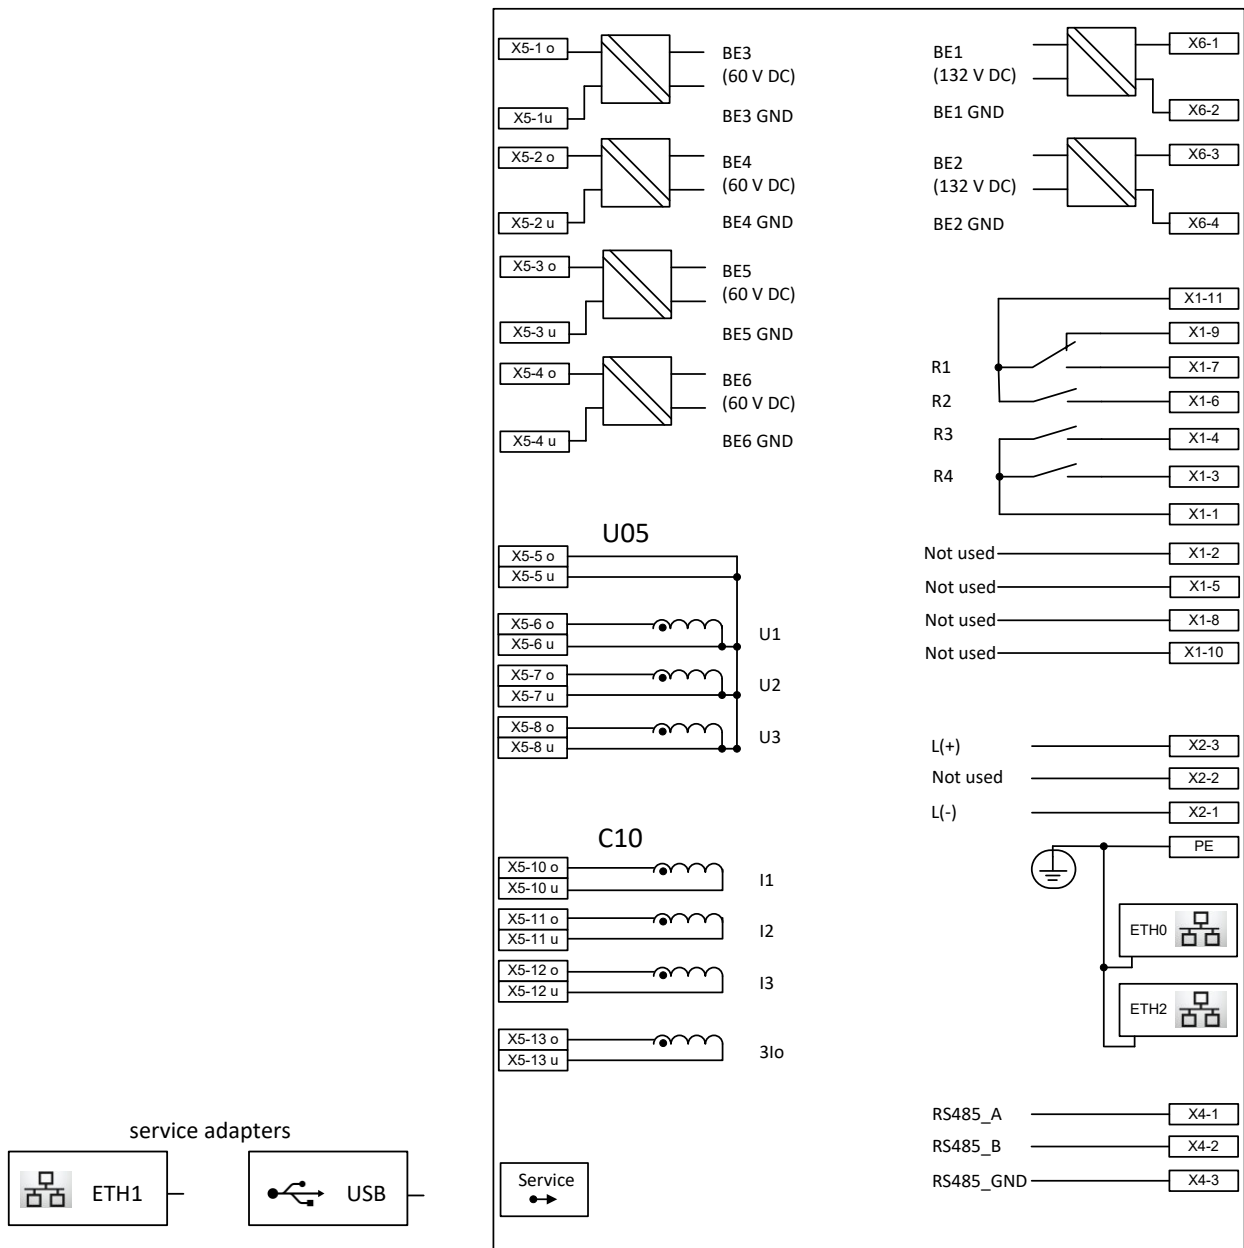 X5-1 o
BE3
(60 V DC)
X5-1u
BE3 GND
X5-2 o
BE4
(60 V DC)
X5-2 u
BE4 GND
X5-3 o
BE5
(60 V DC)
X5-3 u
BE5 GND
X5-4 o
BE6
(60 V DC)
X5-4 u
BE6 GND
U05
X5-5 o
X5-5 u
X5-6 o
X5-6 u
U1
X5-7 o
X5-7 u
U2
X5-8 o
X5-8 u
U3
C10
X5-10 o
X5-10 u
I1
X5-11 o
X5-11 u
I2
X5-12 o
X5-12 u
I3
X5-13 o
X5-13 u
3Io
BE1
(132 V DC)
X6-1
BE1 GND
X6-2
BE2
(132 V DC)
X6-3
BE2 GND
X6-4
X1-11
X1-9
R1
X1-7
R2
X1-6
R3
X1-4
R4
X1-3
X1-1
Not used
X1-2
Not used
X1-5
Not used
X1-8
Not used
X1-10
L(+)
X2-3
Not used
X2-2
L(-)
X2-1
PE
ETH0
ETH2
RS485_A
X4-1
RS485_B
X4-2
RS485_GND
X4-3
service adapters
ETH1
USB
Service